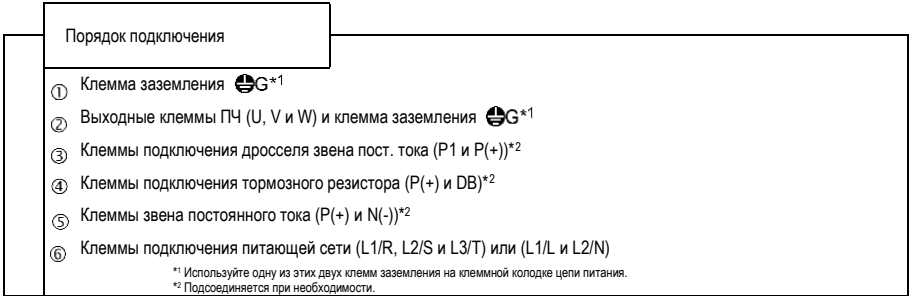 Порядок подключения
① Клемма заземления ⏚G*1
② Выходные клеммы ПЧ (U, V и W) и клемма заземления ⏚G*1
③ Клеммы подключения дросселя звена пост. тока (P1 и P(+))*2
④ Клеммы подключения тормозного резистора (P(+) и DB)*2
⑤ Клеммы звена постоянного тока (P(+) и N(-))*2
⑥ Клеммы подключения питающей сети (L1/R, L2/S и L3/T) или (L1/L и L2/N)
*1 Используйте одну из этих двух клемм заземления на клеммной колодке цепи питания.
*2 Подсоединяется при необходимости.